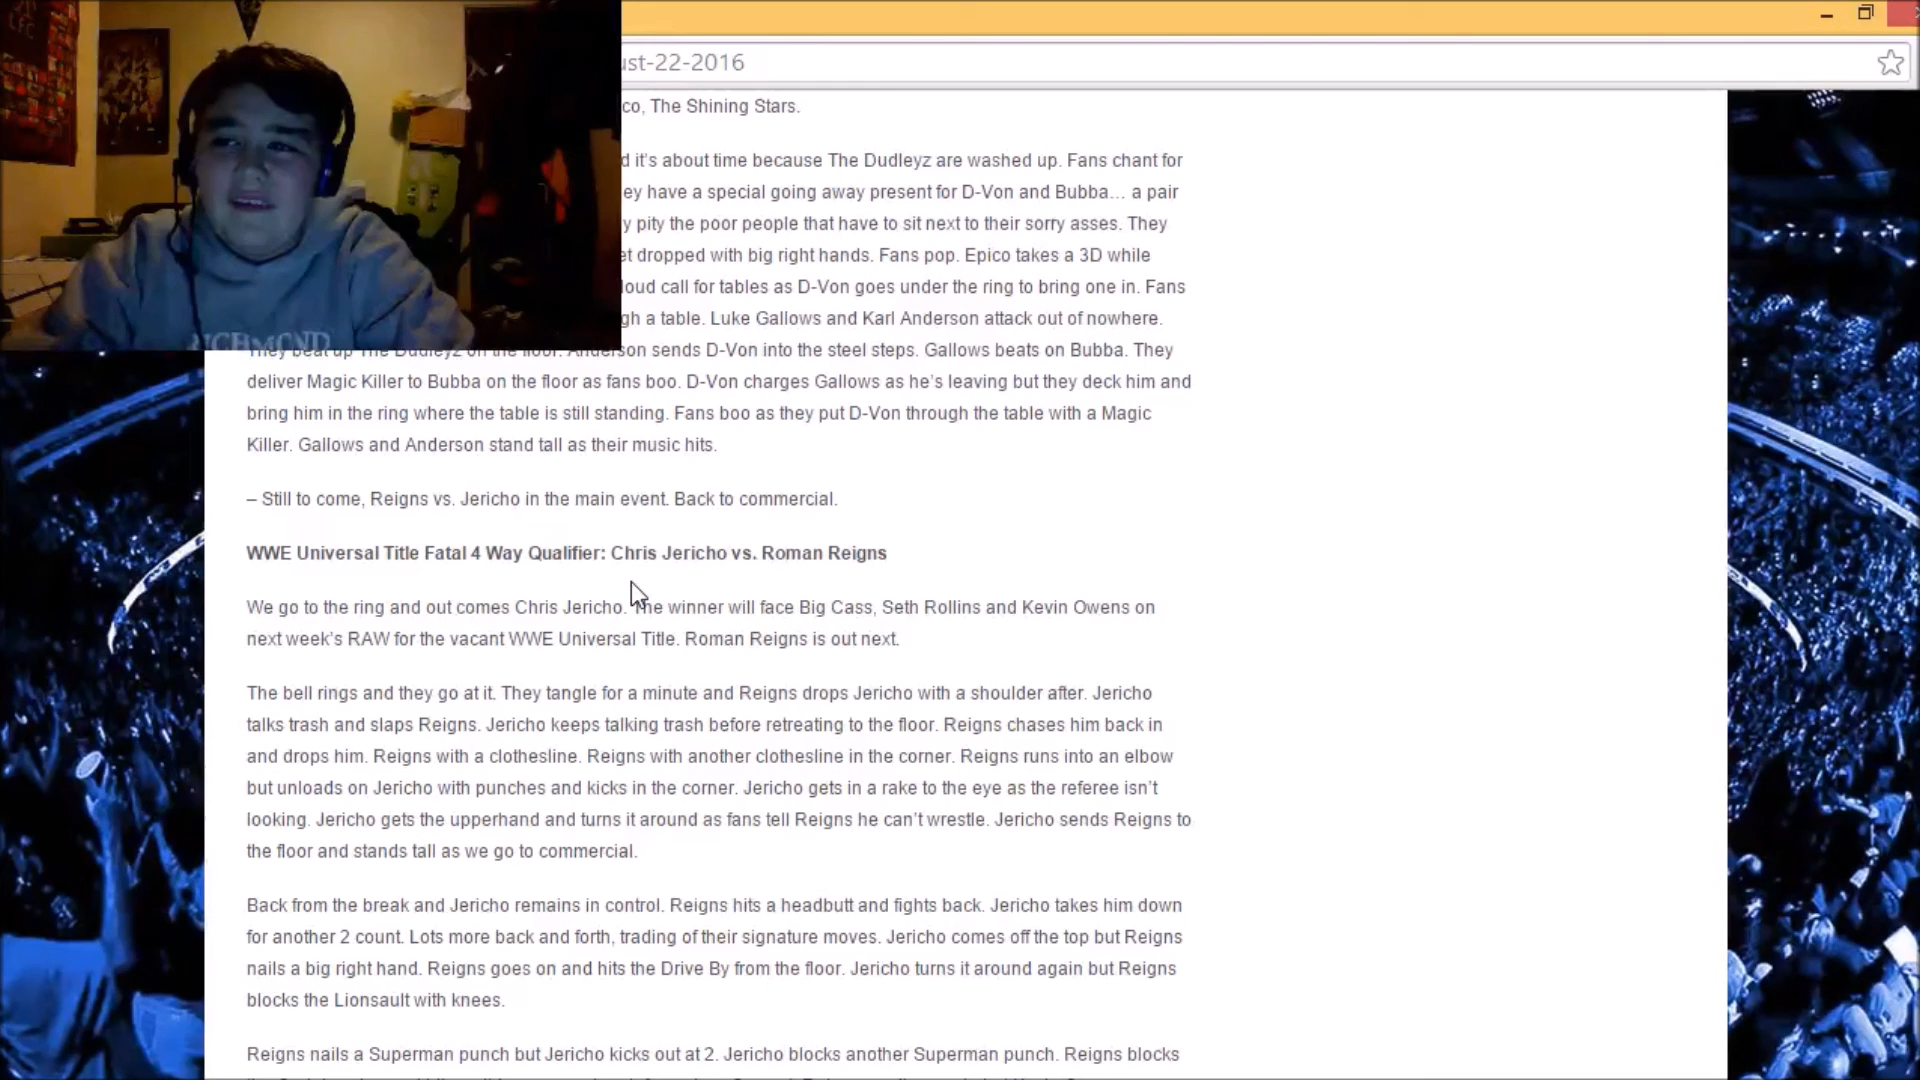 LFC
ust-22-2016
co, The Shining Stars.
d it's about time because The Dudleyz are washed up. Fans chant for
ey have a special going away present for D-Von and Bubba… a pair
y pity the poor people that have to sit next to their sorry asses. They
et dropped with big right hands. Fans pop. Epico takes a 3D while
loud call for tables as D-Von goes under the ring to bring one in. Fans
gh a table. Luke Gallows and Karl Anderson attack out of nowhere.
RICHMOND
They beat up The Dudleyz on the floor. Anderson sends D-Von into the steel steps. Gallows beats on Bubba. They
deliver Magic Killer to Bubba on the floor as fans boo. D-Von charges Gallows as he's leaving but they deck him and
bring him in the ring where the table is still standing. Fans boo as they put D-Von through the table with a Magic
Killer. Gallows and Anderson stand tall as their music hits.
– Still to come, Reigns vs. Jericho in the main event. Back to commercial.
WWE Universal Title Fatal 4 Way Qualifier: Chris Jericho vs. Roman Reigns
We go to the ring and out comes Chris Jericho. The winner will face Big Cass, Seth Rollins and Kevin Owens on
next week's RAW for the vacant WWE Universal Title. Roman Reigns is out next.
The bell rings and they go at it. They tangle for a minute and Reigns drops Jericho with a shoulder after. Jericho
talks trash and slaps Reigns. Jericho keeps talking trash before retreating to the floor. Reigns chases him back in
and drops him. Reigns with a clothesline. Reigns with another clothesline in the corner. Reigns runs into an elbow
but unloads on Jericho with punches and kicks in the corner. Jericho gets in a rake to the eye as the referee isn't
looking. Jericho gets the upperhand and turns it around as fans tell Reigns he can't wrestle. Jericho sends Reigns to
the floor and stands tall as we go to commercial.
Back from the break and Jericho remains in control. Reigns hits a headbutt and fights back. Jericho takes him down
for another 2 count. Lots more back and forth, trading of their signature moves. Jericho comes off the top but Reigns
nails a big right hand. Reigns goes on and hits the Drive By from the floor. Jericho turns it around again but Reigns
blocks the Lionsault with knees.
Reigns nails a Superman punch but Jericho kicks out at 2. Jericho blocks another Superman punch. Reigns blocks